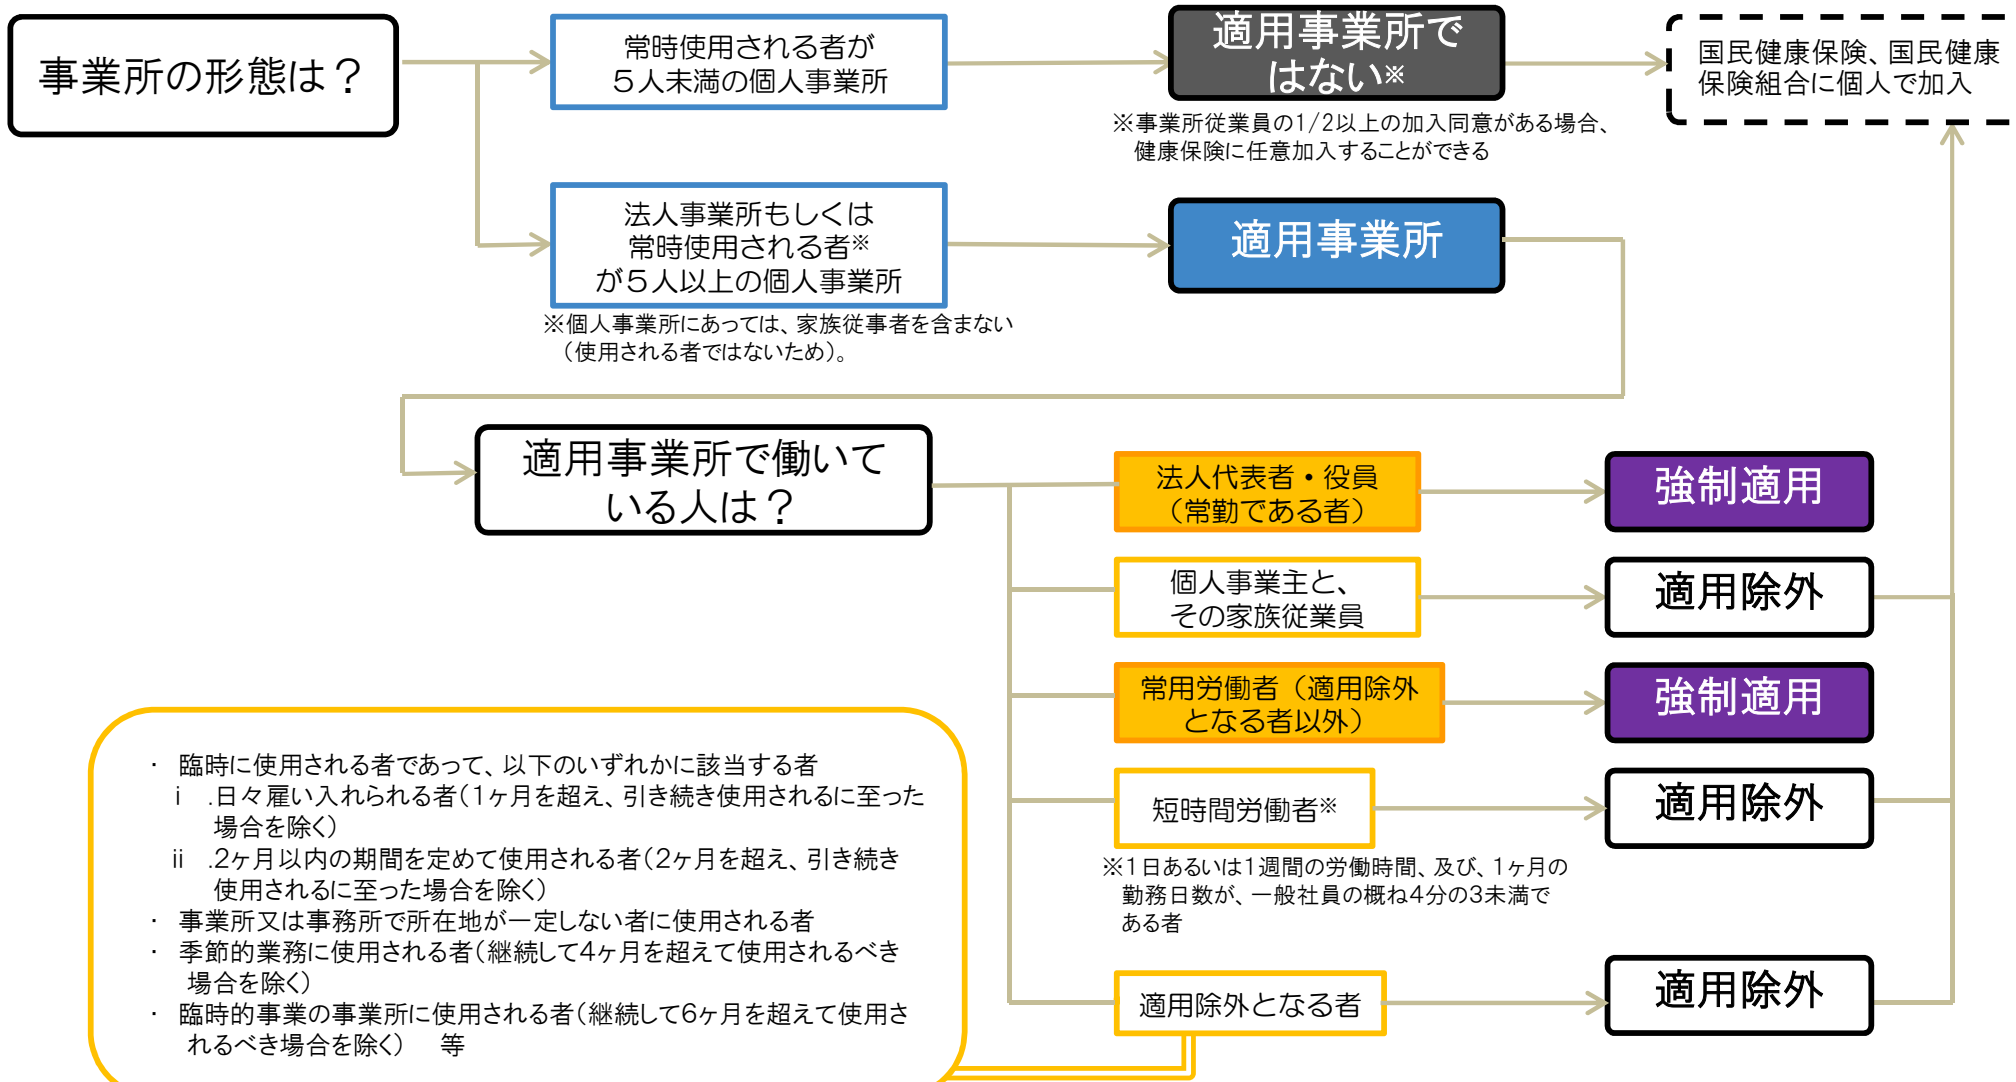 事業所の形態は？
常時使用される者が
５人未満の個人事業所
適用事業所で
はない※
国民健康保険、国民健康
保険組合に個人で加入
※事業所従業員の1/2以上の加入同意がある場合、
健康保険に任意加入することができる
法人事業所もしくは
常時使用される者※
が５人以上の個人事業所
適用事業所
※個人事業所にあっては、家族従事者を含まない
（使用される者ではないため）。
適用事業所で働いて
いる人は？
法人代表者・役員
（常勤である者）
強制適用
個人事業主と、
その家族従業員
適用除外
常用労働者（適用除外
となる者以外）
強制適用
短時間労働者※
適用除外
※１日あるいは１週間の労働時間、及び、１ヶ月の
勤務日数が、一般社員の概ね４分の３未満で
ある者
適用除外となる者
適用除外
・ 臨時に使用される者であって、以下のいずれかに該当する者
ⅰ .日々雇い入れられる者（１ヶ月を超え、引き続き使用されるに至った
場合を除く）
ⅱ .２ヶ月以内の期間を定めて使用される者（２ヶ月を超え、引き続き
使用されるに至った場合を除く）
・ 事業所又は事務所で所在地が一定しない者に使用される者
・ 季節的業務に使用される者（継続して４ヶ月を超えて使用されるべき
場合を除く）
・ 臨時的事業の事業所に使用される者（継続して６ヶ月を超えて使用さ
れるべき場合を除く） 等